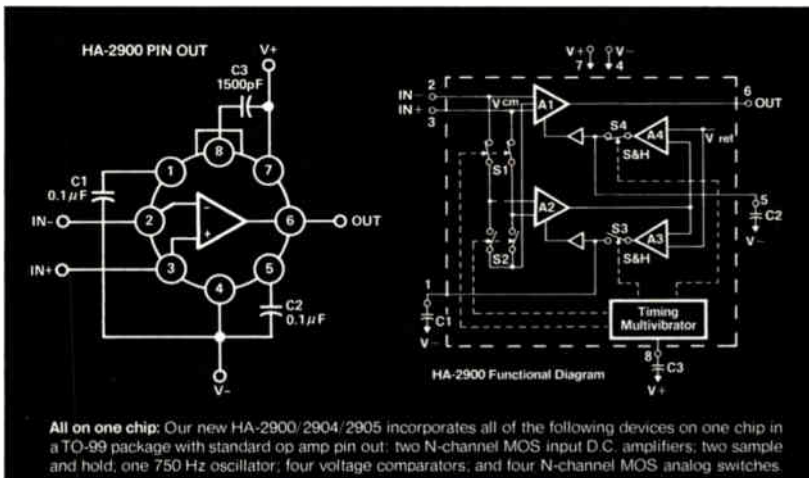 HA-2900 PIN OUT
V+
C3
1500pF
8
1
7
C1
0.1μF
IN-
2
-
6
OUT
+
IN+
3
5
4
C2
0.1μF
V-
V+
V-
7
4
2
6
IN-
Vcm
A1
OUT
IN+
3
S4
A4
V ref
S1
S&H
5
A2
C2
S3
A3
V-
S2
S&H
1
C1
Timing
Multivibrator
V-
8
C3
HA-2900 Functional Diagram
V+
All on one chip: Our new HA-2900/2904/2905 incorporates all of the following devices on one chip in
a TO-99 package with standard op amp pin out: two N-channel MOS input D.C. amplifiers; two sample
and hold; one 750 Hz oscillator; four voltage comparators; and four N-channel MOS analog switches.